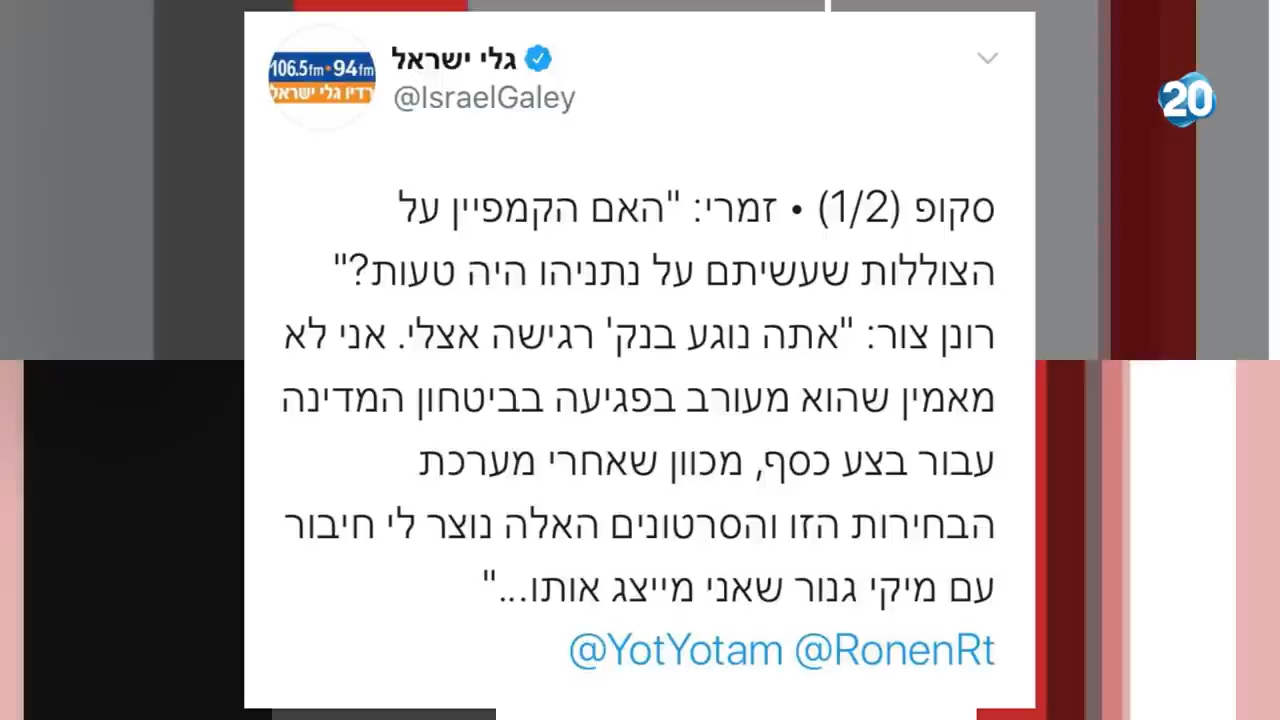 גלי ישראל
@IsraelGaley
106.5fm•94fm
רדיו גלי ישראל
20
סקופ (1/2) • זמרי: "האם הקמפיין על
הצוללות שעשיתם על נתניהו היה טעות?"
רונן צור: "אתה נוגע בנק' רגישה אצלי. אני לא
מאמין שהוא מעורב בפגיעה בביטחון המדינה
עבור בצע כסף, מכוון שאחרי מערכת
הבחירות הזו והסרטונים האלה נוצר לי חיבור
עם מיקי גנור שאני מייצג אותו..."
@YotYotam @RonenRt